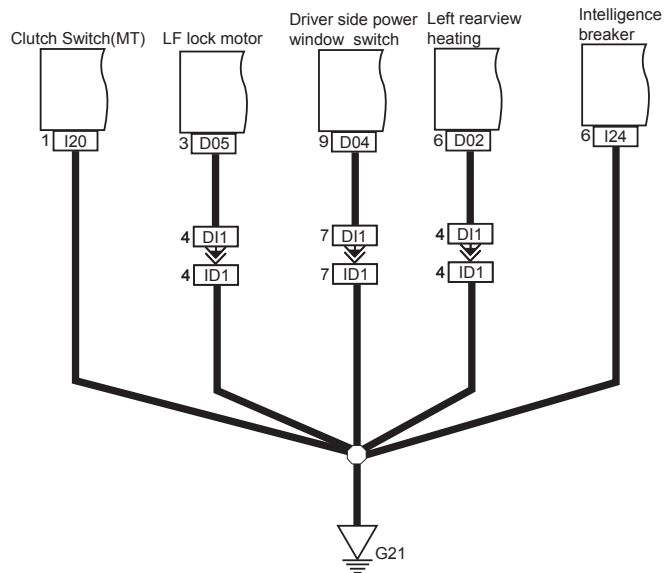 Clutch Switch(MT)
LF lock motor
Driver side power
window switch
Left rearview
heating
Intelligence
breaker
1 I20
3 D05
9 D04
6 D02
6 I24
4 DI1
7 DI1
4 DI1
4 ID1
7 ID1
4 ID1
G21